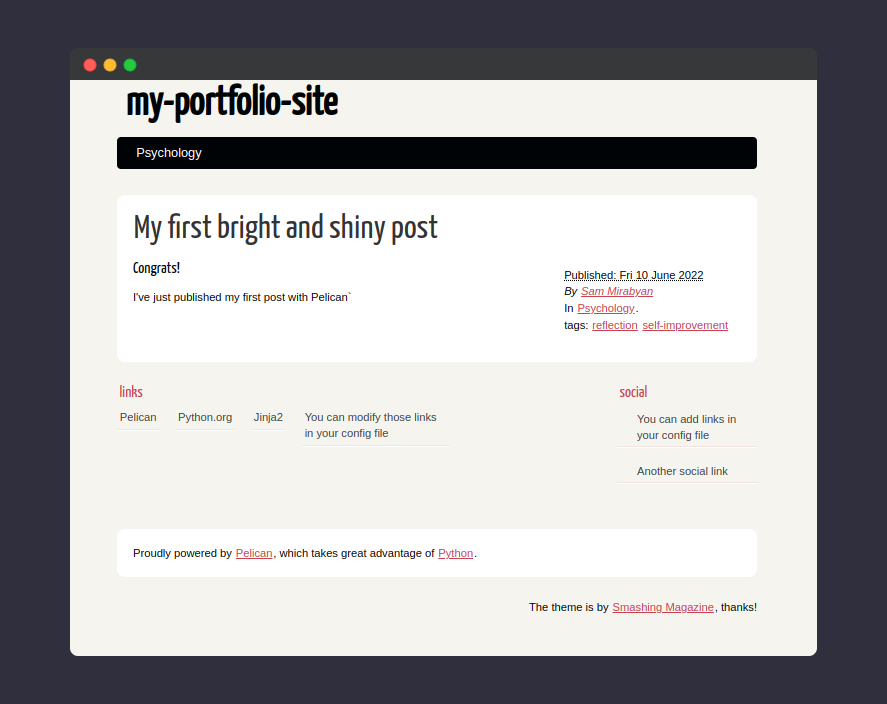 my-portfolio-site
Psychology
My first bright and shiny post
Congrats!
I've just published my first post with Pelican`
Published: Fri 10 June 2022
By Sam Mirabyan
In Psychology.
tags: reflection self-improvement
links
Pelican Python.org Jinja2 You can modify those links
in your config file
social
You can add links in
your config file
Another social link
Proudly powered by Pelican, which takes great advantage of Python.
The theme is by Smashing Magazine, thanks!